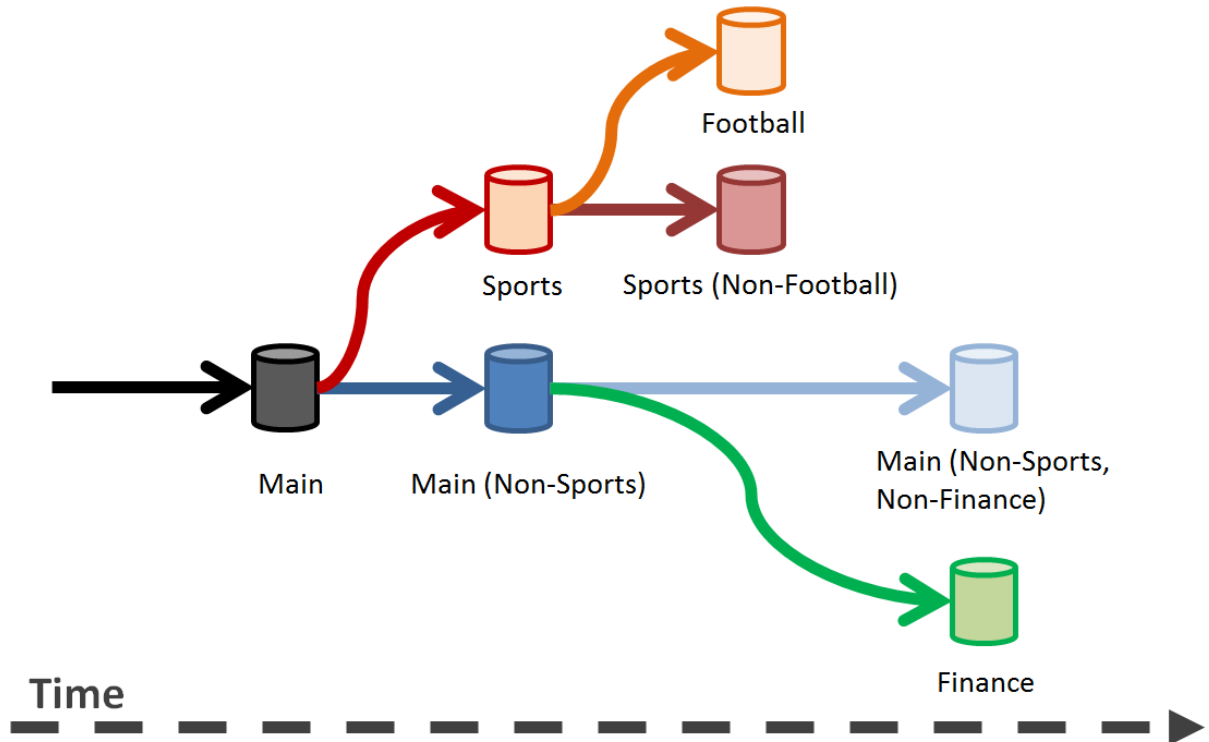 Football
Sports
Sports (Non-Football)
Main
Main (Non-Sports)
Main (Non-Sports,
Non-Finance)
Finance
Time